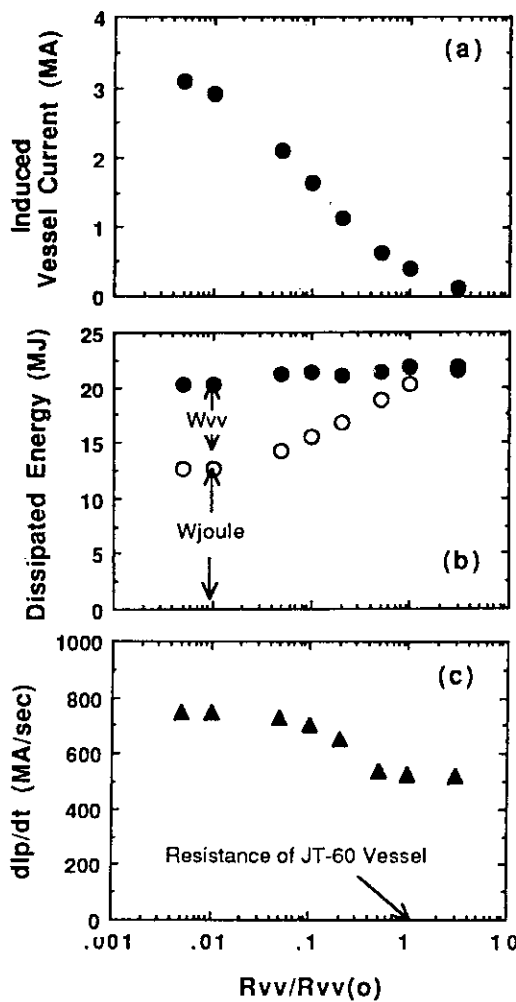 4
3
2
1
0
Induced
Vessel Current (MA)
(a)
25
20
15
10
5
0
Dissipated Energy (MJ)
Wvv
Wjoule
(b)
1000
800
600
400
200
0
dIp/dt (MA/sec)
(c)
Resistance of JT-60 Vessel
.001 .01 .1 1 10
Rvv/Rvv(o)